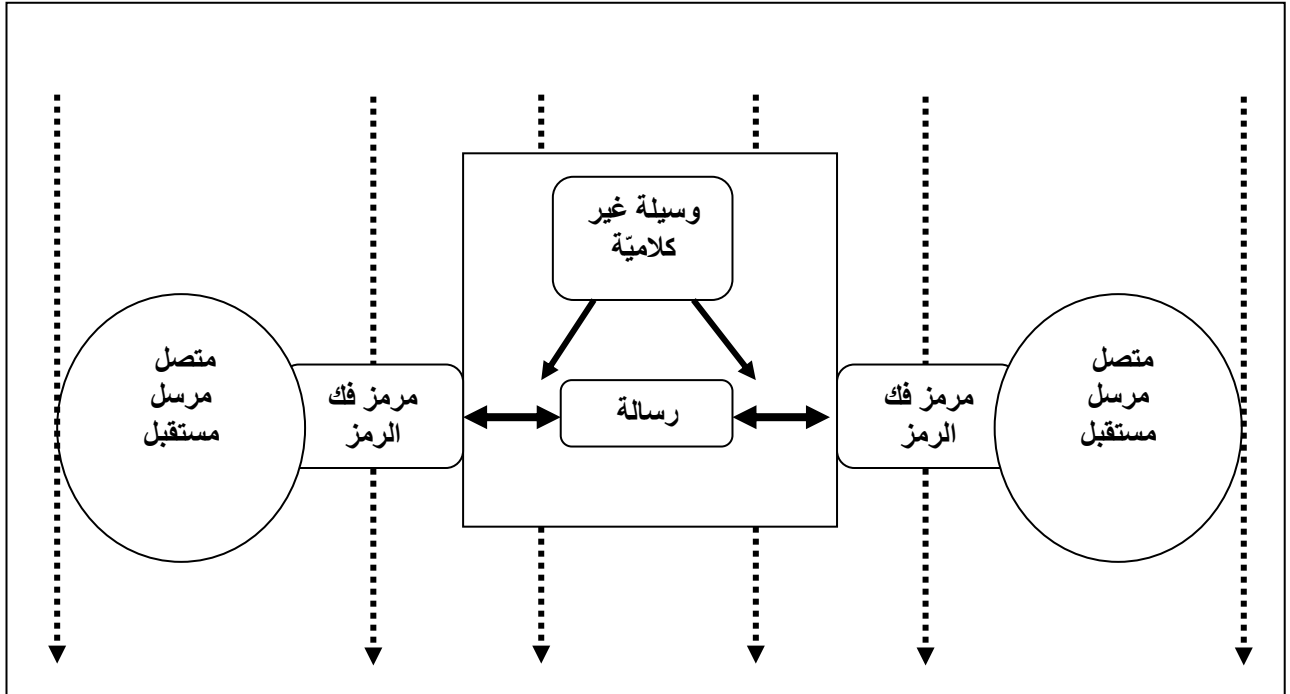 وسيلة غير
كلاميّة
متصل
مرسل
مستقبل
مرمز فك
الرمز
رسالة
مرمز فك
الرمز
متصل
مرسل
مستقبل